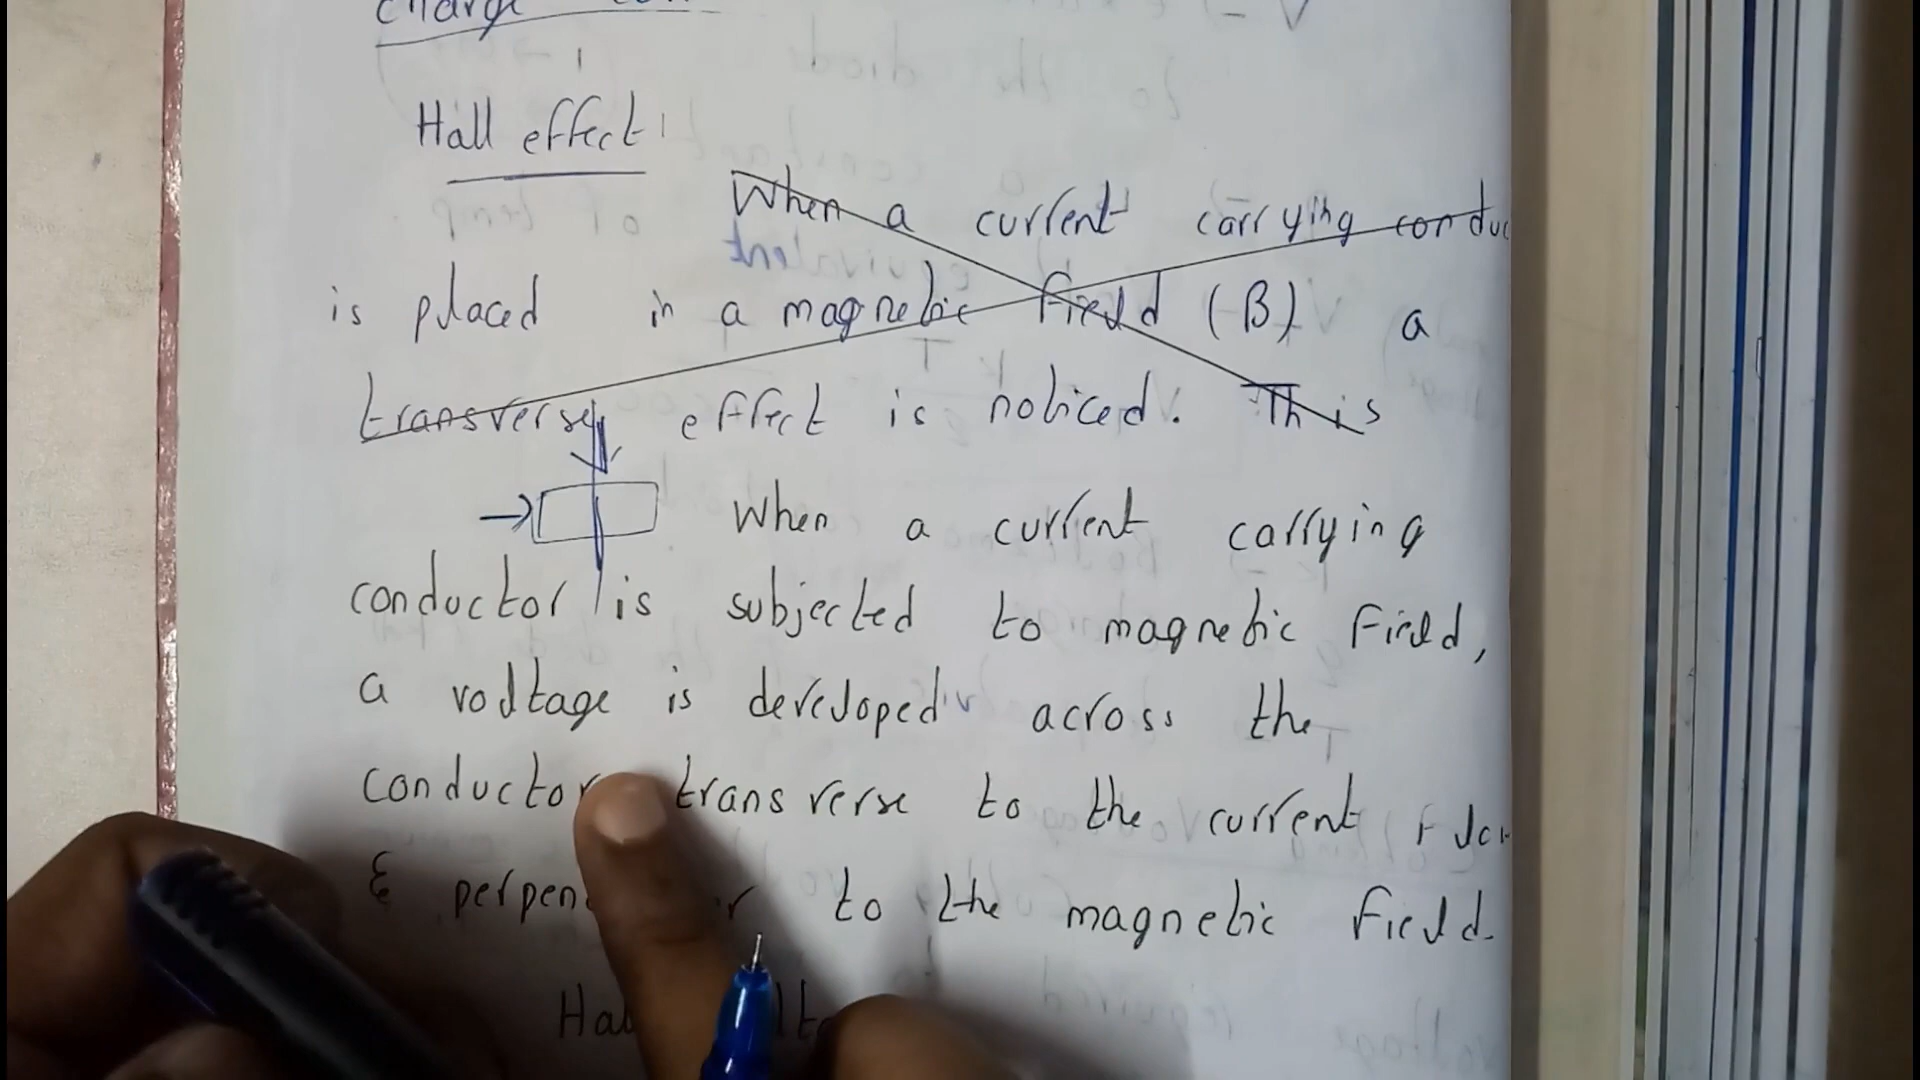 charge
Hall effect:
When a current carrying conduc
is placed in a magnetic field (B) a
transverse effect is noticed. This
When a current carrying
conductor is subjected to magnetic field,
a voltage is developed across the
conductor transverse to the current
& to the magnetic field.